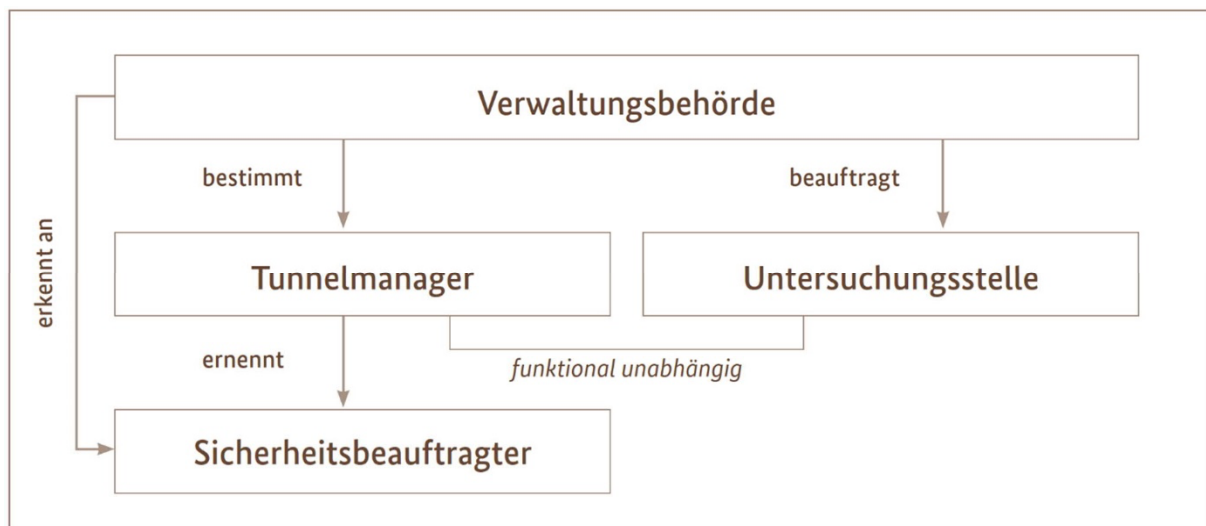 Verwaltungsbehörde
bestimmt
beauftragt
erkennt an
Tunnelmanager
Untersuchungsstelle
ernennt
funktional unabhängig
Sicherheitsbeauftragter